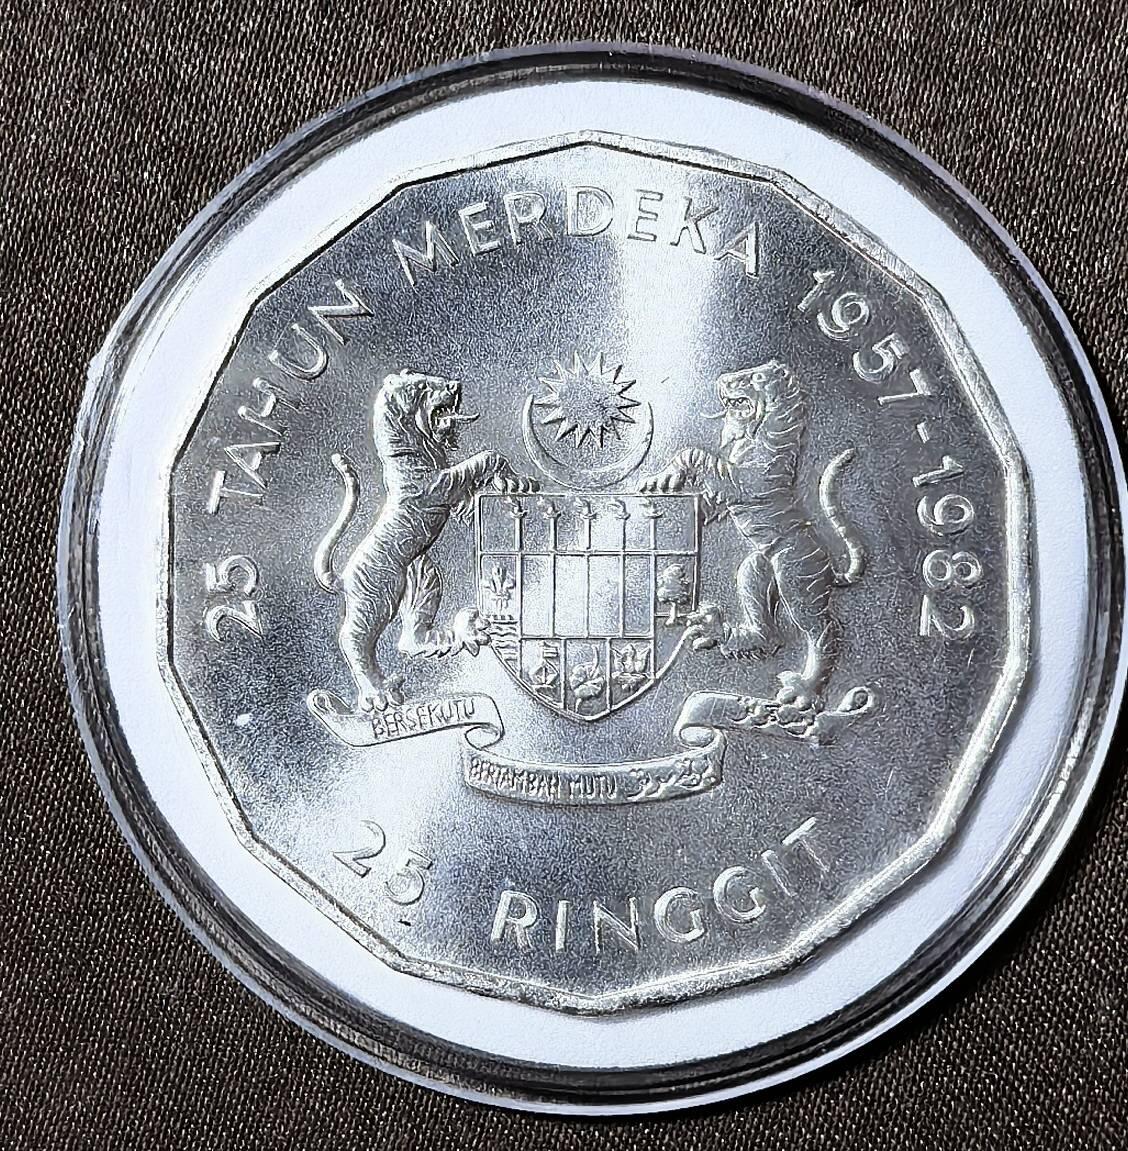 25 TAHUN MERDEKA 1957-1982
BERSEKUTU
BERTAMBAH MUTU
25 RINGGIT